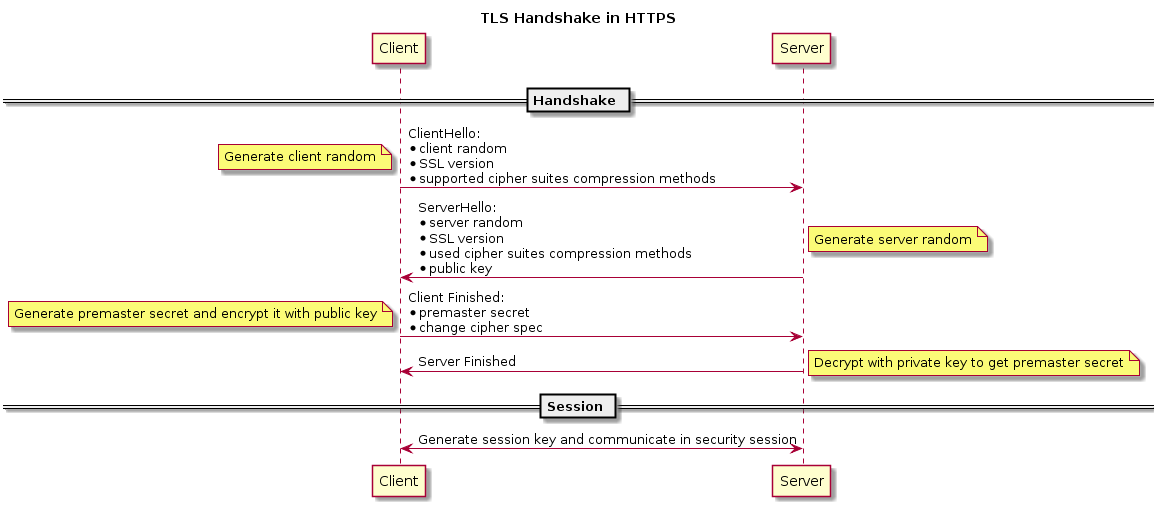 TLS Handshake in HTTPS
Client
Server
Handshake
ClientHello:
•client random
•SSL version
•supported cipher suites compression methods
Generate client random
ServerHello:
•server random
•SSL version
•used cipher suites compression methods
•public key
Generate server random
Client Finished:
•premaster secret
•change cipher spec
Generate premaster secret and encrypt it with public key
Server Finished
Decrypt with private key to get premaster secret
Session
Generate session key and communicate in security session
Client
Server